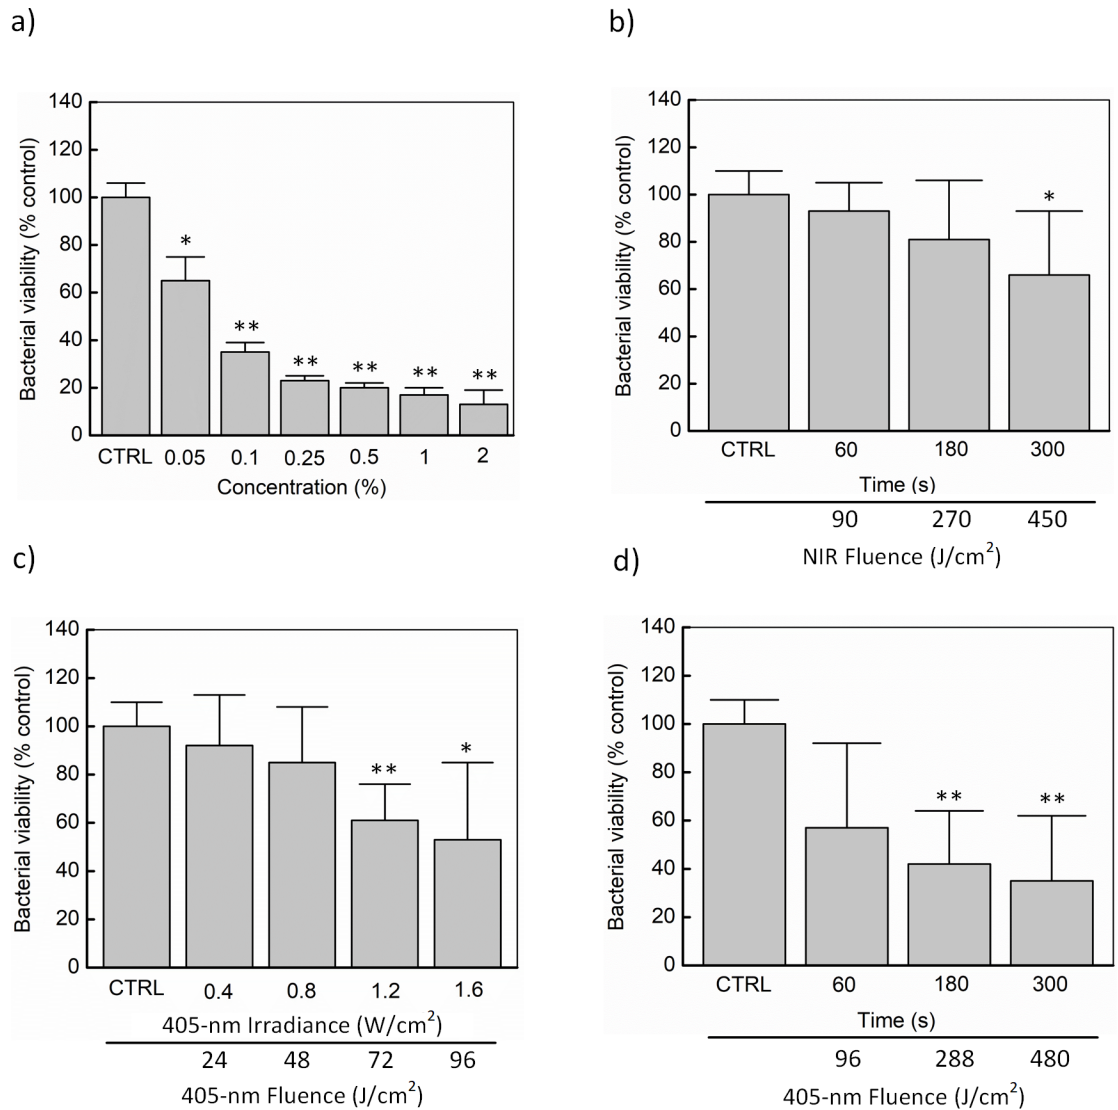 a)
140
120
100
80
60
40
20
0
Bacterial viability (% control)
*
**
**
**
**
**
CTRL 0.05 0.1 0.25 0.5 1 2
Concentration (%)
b)
140
120
100
80
60
40
20
0
Bacterial viability (% control)
*
CTRL 60 180 300
Time (s)
90 270 450
NIR Fluence (J/cm²)
c)
140
120
100
80
60
40
20
0
Bacterial viability (% control)
**
*
CTRL 0.4 0.8 1.2 1.6
405-nm Irradiance (W/cm²)
24 48 72 96
405-nm Fluence (J/cm²)
d)
140
120
100
80
60
40
20
0
Bacterial viability (% control)
**
**
CTRL 60 180 300
Time (s)
96 288 480
405-nm Fluence (J/cm²)